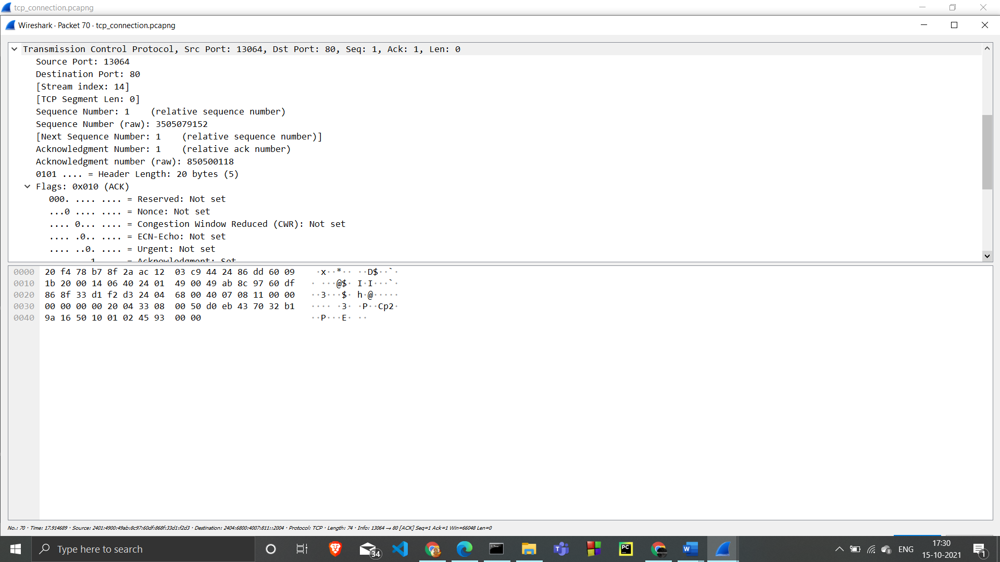 tcp_connection.pcapng
Wireshark · Packet 70 · tcp_connection.pcapng
Transmission Control Protocol, Src Port: 13064, Dst Port: 80, Seq: 1, Ack: 1, Len: 0
Source Port: 13064
Destination Port: 80
[Stream index: 14]
[TCP Segment Len: 0]
Sequence Number: 1    (relative sequence number)
Sequence Number (raw): 3505079152
[Next Sequence Number: 1    (relative sequence number)]
Acknowledgment Number: 1    (relative ack number)
Acknowledgment number (raw): 850500118
0101 .... = Header Length: 20 bytes (5)
Flags: 0x010 (ACK)
000. .... .... = Reserved: Not set
...0 .... .... = Nonce: Not set
.... 0... .... = Congestion Window Reduced (CWR): Not set
.... .0.. .... = ECN-Echo: Not set
.... ..0. .... = Urgent: Not set
.... ...1 .... = Acknowledgment: Set
0000 20 f4 78 b7 8f 2a ac 12  03 c9 44 24 86 dd 60 09  ·x··*·· ··D$··`·
0010 1b 20 00 14 06 40 24 01  49 00 49 ab 8c 97 60 df  · ···@$· I·I···`·
0020 86 8f 33 d1 f2 d3 24 04  68 00 40 07 08 11 00 00  ··3···$· h·@·····
0030 00 00 00 00 20 04 33 08  00 50 d0 eb 43 70 32 b1  ···· ·3· ·P··Cp2·
0040 9a 16 50 10 01 02 45 93  00 00  ··P···E· ··
No.: 70 · Time: 17.914689 · Source: 2401:4900:49ab:8c97:60df:868f:33d1:f2d3 · Destination: 2404:6800:4007:811::2004 · Protocol: TCP · Length: 74 · Info: 13064 → 80 [ACK] Seq=1 Ack=1 Win=66048 Len=0
Type here to search
34
PC
ENG
17:30
15-10-2021
1